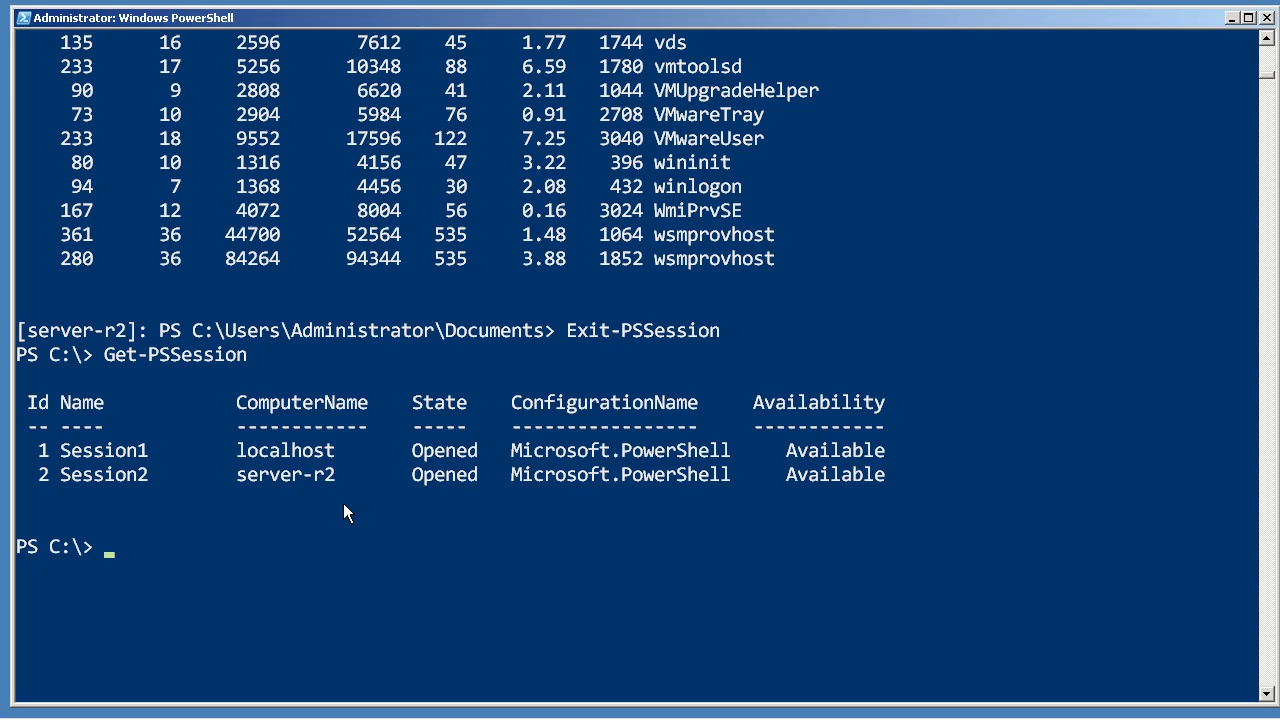 Administrator: Windows PowerShell
135 16 2596 7612 45 1.77 1744 vds
233 17 5256 10348 88 6.59 1780 vmtoolsd
90 9 2808 6620 41 2.11 1044 VMUpgradeHelper
73 10 2904 5984 76 0.91 2708 VMwareTray
233 18 9552 17596 122 7.25 3040 VMwareUser
80 10 1316 4156 47 3.22 396 wininit
94 7 1368 4456 30 2.08 432 winlogon
167 12 4072 8004 56 0.16 3024 WmiPrvSE
361 36 44700 52564 535 1.48 1064 wsmprovhost
280 36 84264 94344 535 3.88 1852 wsmprovhost
[server-r2]: PS C:\Users\Administrator\Documents> Exit-PSSession
PS C:\> Get-PSSession
Id Name ComputerName State ConfigurationName Availability
-- ---- ------------ ----- ----------------- ------------
1 Session1 localhost Opened Microsoft.PowerShell Available
2 Session2 server-r2 Opened Microsoft.PowerShell Available
PS C:\> _